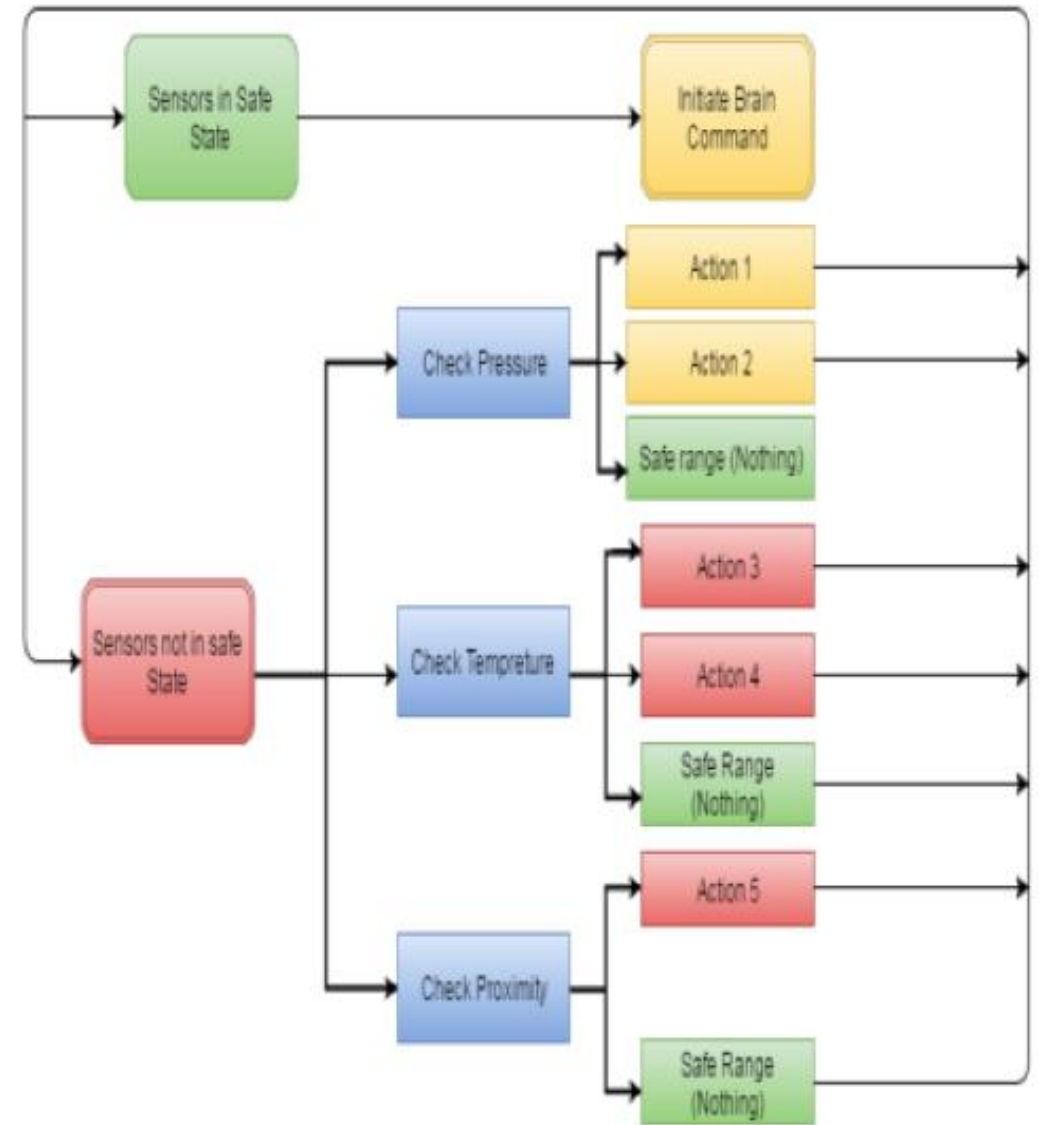 Sensors in Safe
State
Initiate Brain
Command
Action 1
Check Pressure
Action 2
Safe range (Nothing)
Action 3
Sensors not in safe
State
Check Tempreture
Action 4
Safe Range
(Nothing)
Action 5
Check Proximity
Safe Range
(Nothing)